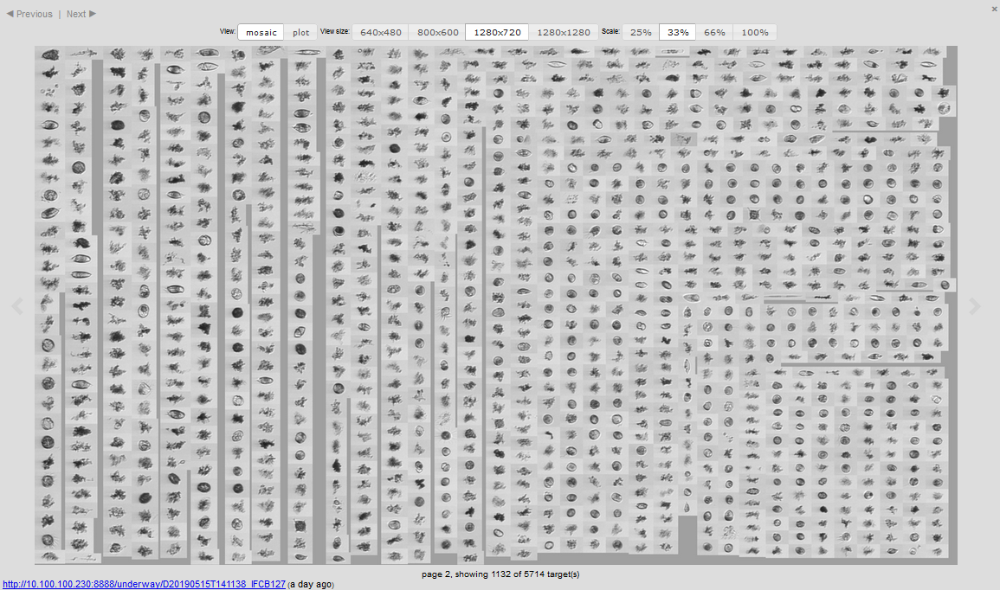 ◀ Previous | Next ▶
×
View: mosaic plot View size: 640x480 800x600 1280x720 1280x1280 Scale: 25% 33% 66% 100%
page 2, showing 1132 of 5714 target(s)
http://10.100.100.230:8888/underway/D20190515T141138_IFCB127 (a day ago)